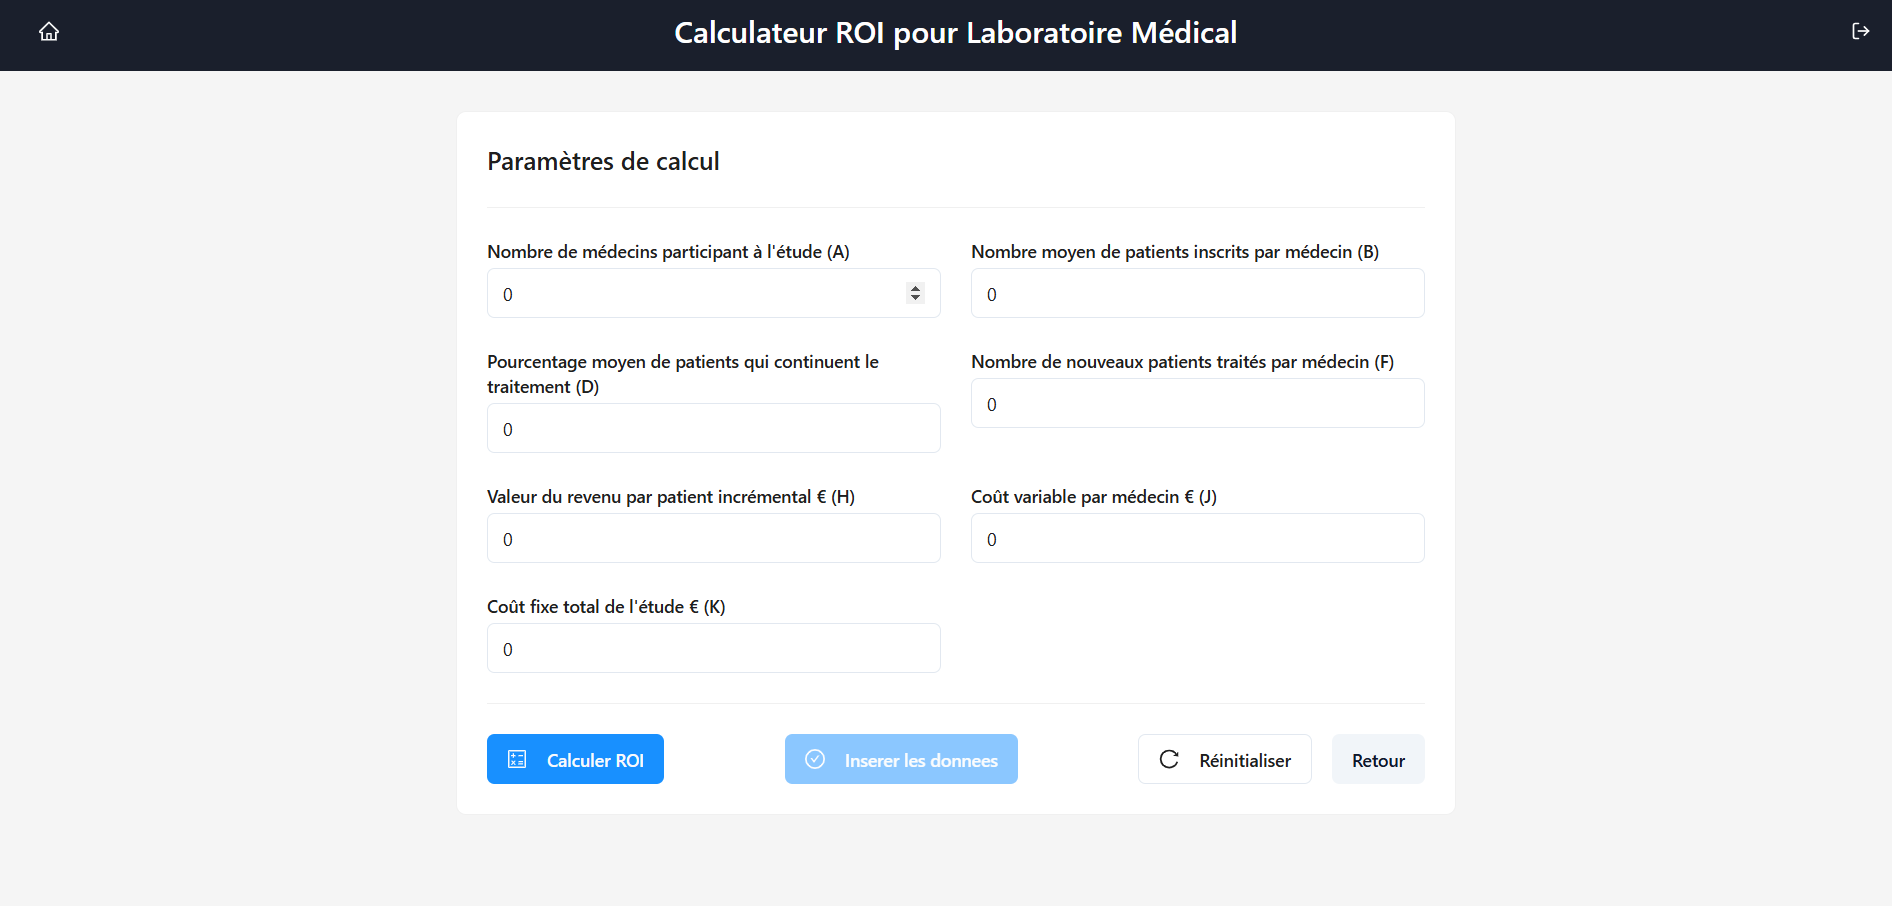 Calculateur ROI pour Laboratoire Médical
Paramètres de calcul
Nombre de médecins participant à l'étude (A)
0
Nombre moyen de patients inscrits par médecin (B)
0
Pourcentage moyen de patients qui continuent le
traitement (D)
0
Nombre de nouveaux patients traités par médecin (F)
0
Valeur du revenu par patient incrémental € (H)
0
Coût variable par médecin € (J)
0
Coût fixe total de l'étude € (K)
0
Calculer ROI
Inserer les donnees
Réinitialiser
Retour